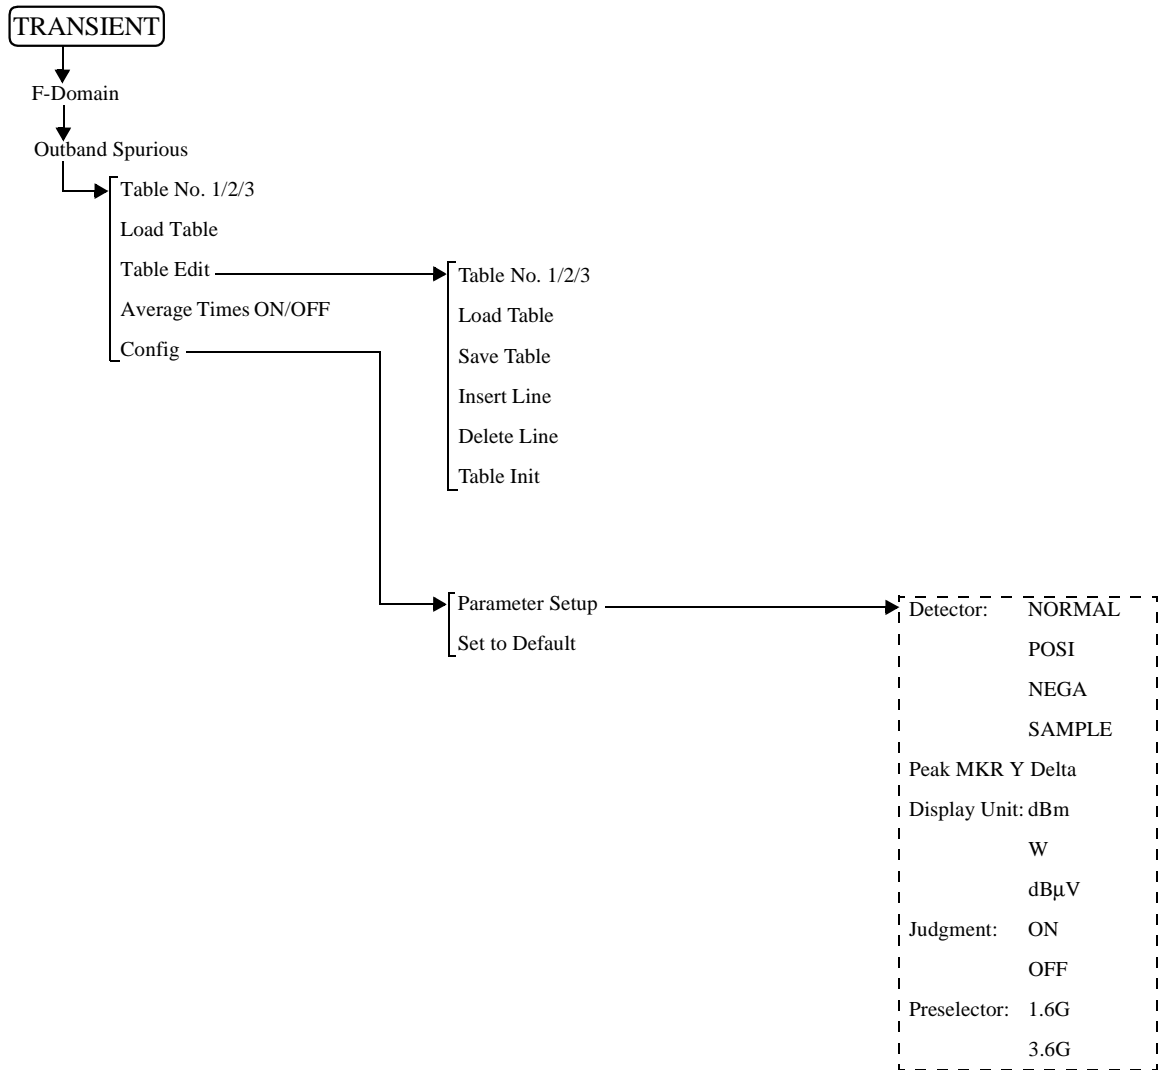 TRANSIENT
F-Domain
Outband Spurious
Table No. 1/2/3
Load Table
Table Edit
Average Times ON/OFF
Config
Table No. 1/2/3
Load Table
Save Table
Insert Line
Delete Line
Table Init
Parameter Setup
Set to Default
Detector: NORMAL
POSI
NEGA
SAMPLE
Peak MKR Y Delta
Display Unit: dBm
W
dBµV
Judgment: ON
OFF
Preselector: 1.6G
3.6G